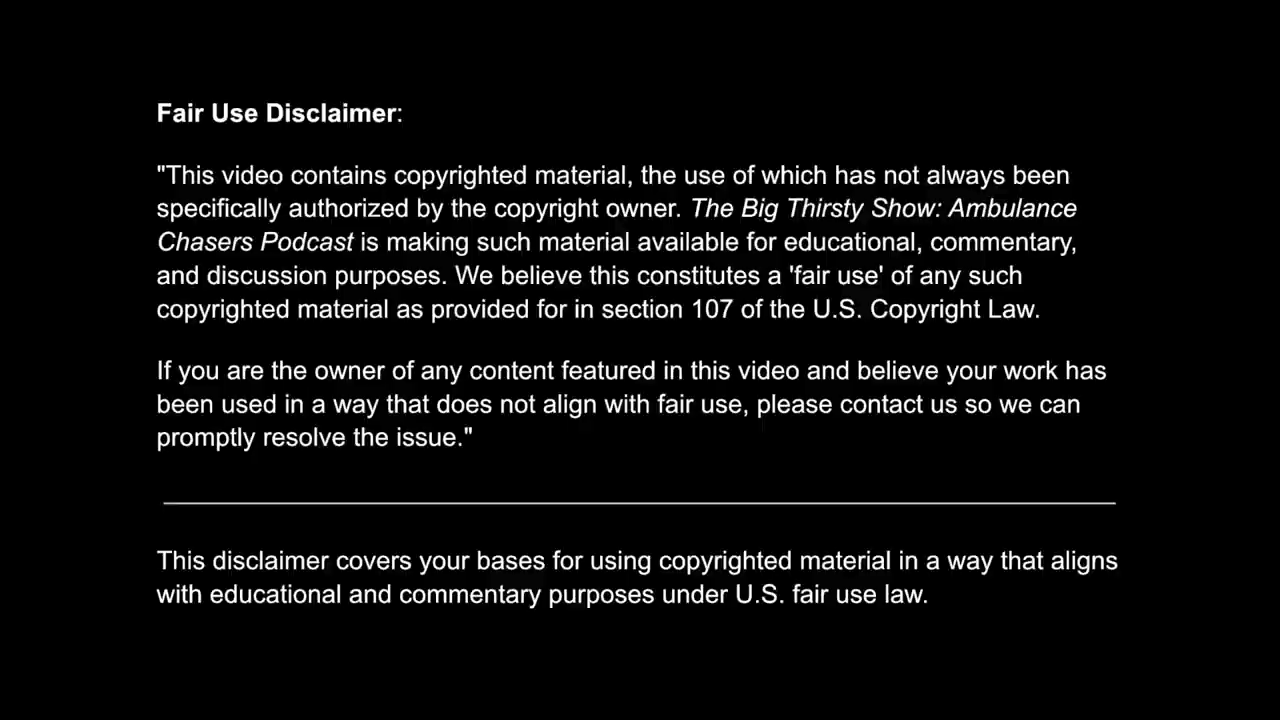 Fair Use Disclaimer:
"This video contains copyrighted material, the use of which has not always been
specifically authorized by the copyright owner. The Big Thirsty Show: Ambulance
Chasers Podcast is making such material available for educational, commentary,
and discussion purposes. We believe this constitutes a 'fair use' of any such
copyrighted material as provided for in section 107 of the U.S. Copyright Law.
If you are the owner of any content featured in this video and believe your work has
been used in a way that does not align with fair use, please contact us so we can
promptly resolve the issue."
This disclaimer covers your bases for using copyrighted material in a way that aligns
with educational and commentary purposes under U.S. fair use law.